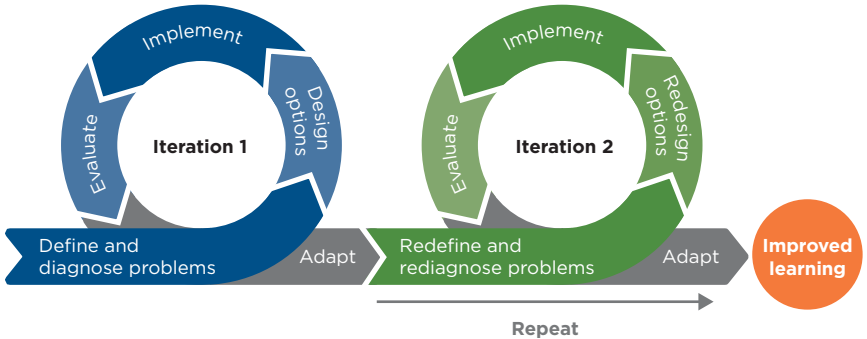 Implement
Design
options
Evaluate
Iteration 1
Define and
diagnose problems
Adapt
Implement
Redesign
options
Evaluate
Iteration 2
Redefine and
rediagnose problems
Adapt
Improved
learning
Repeat